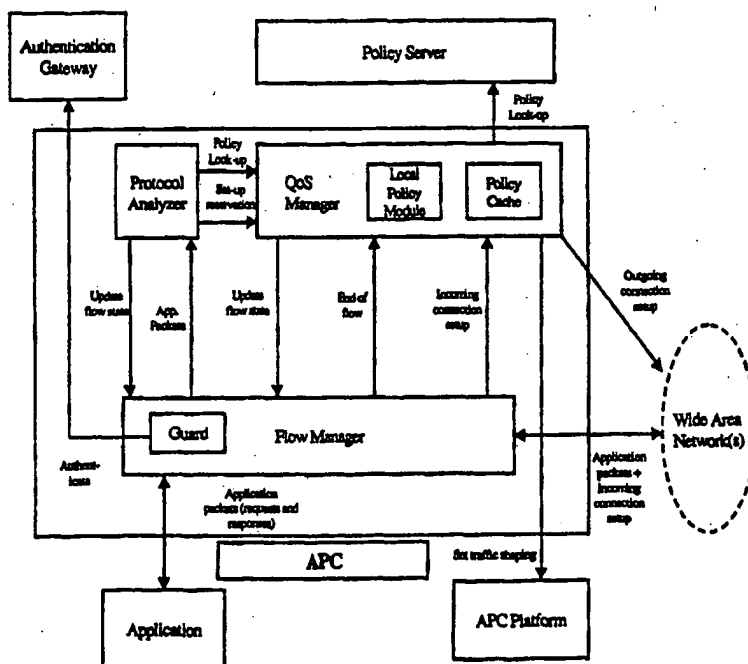 Authentication
Gateway
Policy Server
Policy
Look-up
Policy
Look-up
Protocol
Analyzer
Set-up
reservation
QoS
Manager
Local
Policy
Module
Policy
Cache
Outgoing
connection
setup
Update
flow state
App.
Packets
Update
flow state
End of
flow
Incoming
connection
setup
Guard
Flow Manager
Wide Area
Network(s)
Authent-
Application
packets (requests and
responses)
Application
packets +
Incoming
connection
setup
APC
Set traffic shaping
Application
APC Platform